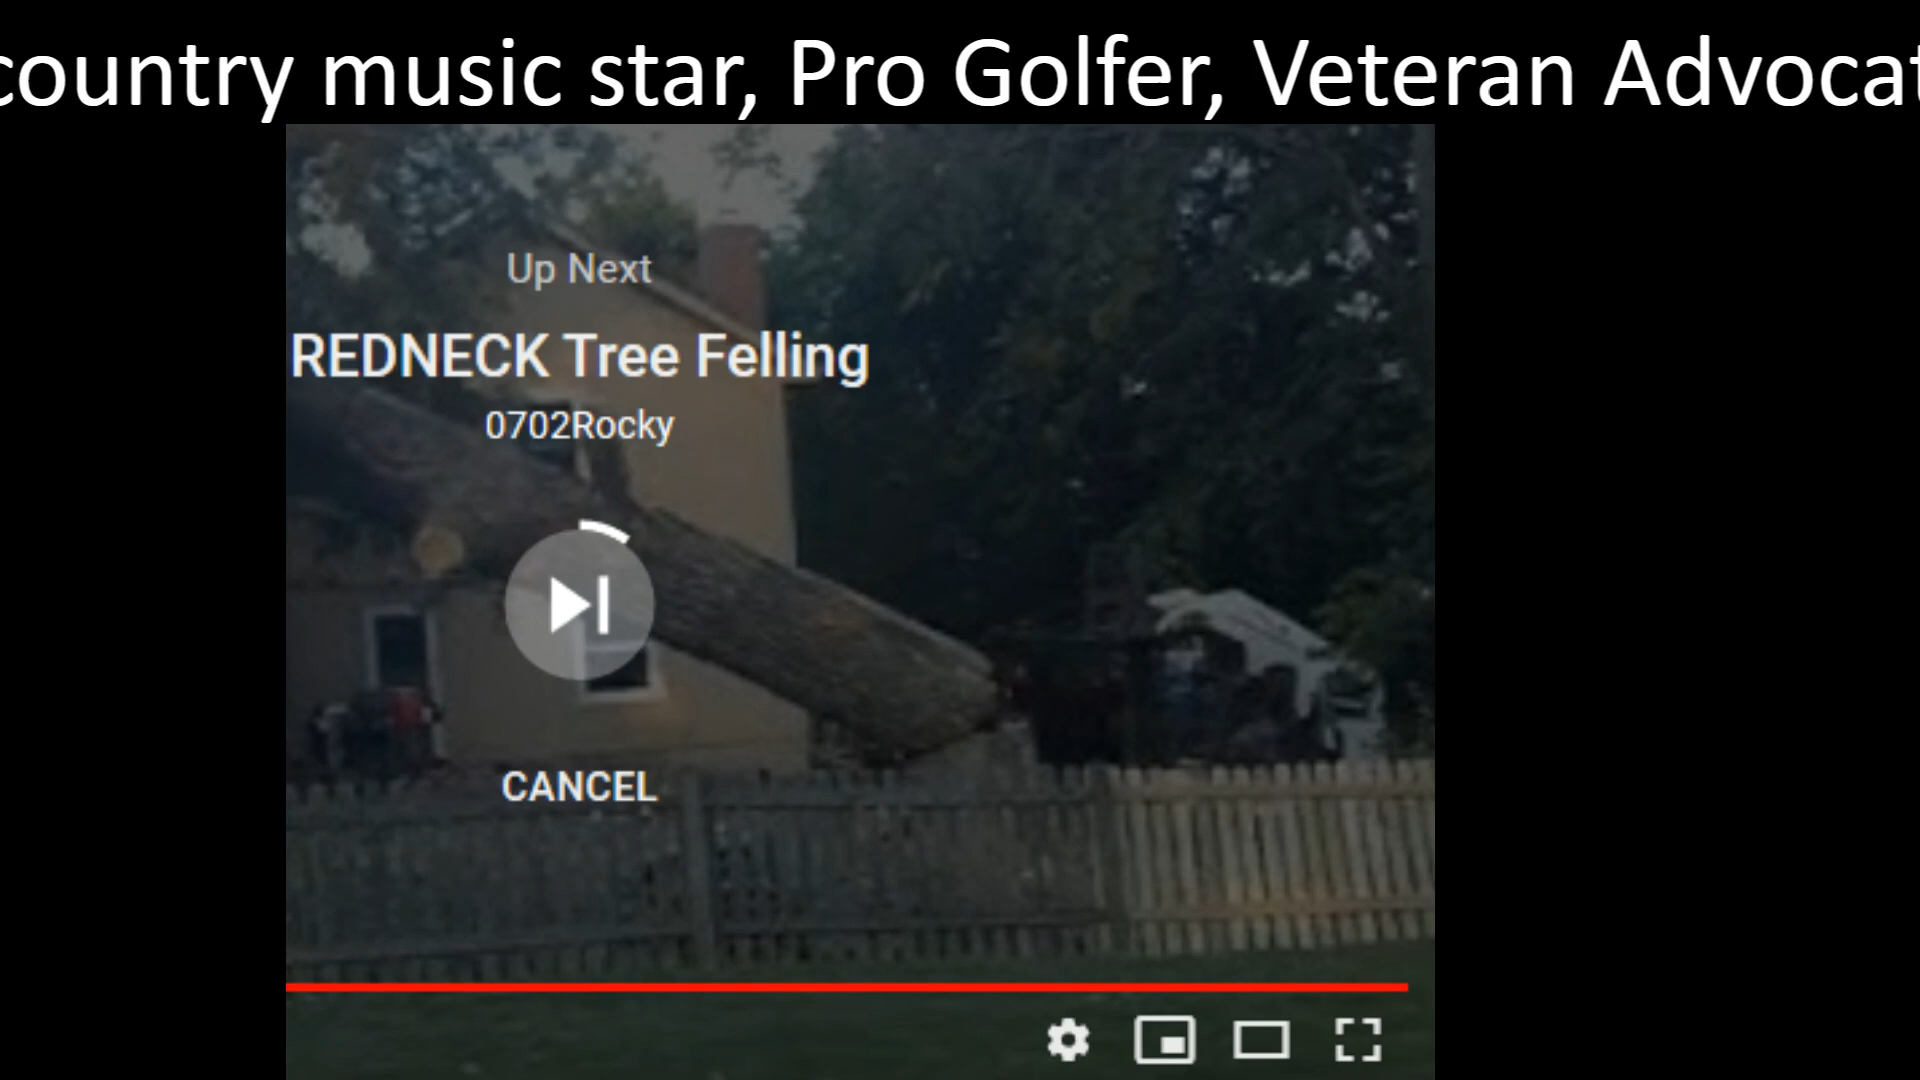 country music star, Pro Golfer, Veteran Advocat
Up Next
REDNECK Tree Felling
0702Rocky
CANCEL